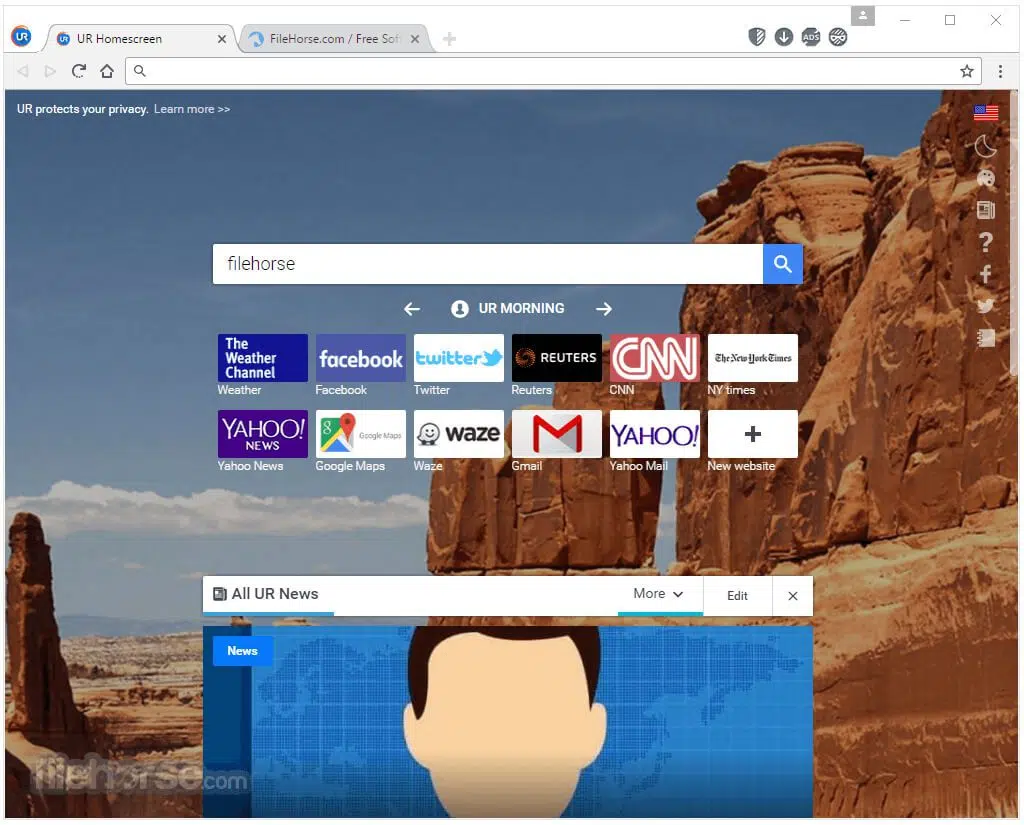 UR
UR Homescreen
FileHorse.com / Free Sof
ADS
UR protects your privacy. Learn more >>
filehorse
UR MORNING
The
Weather
Channel
facebook
twitter
REUTERS
CNN
The New York Times
Weather
Facebook
Twitter
Reuters
CNN
NY times
YAHOO!
NEWS
8
Google Maps
waze
YAHOO!
Yahoo News
Google Maps
Waze
Gmail
Yahoo Mail
New website
All UR News
More
Edit
News
filehorse.com